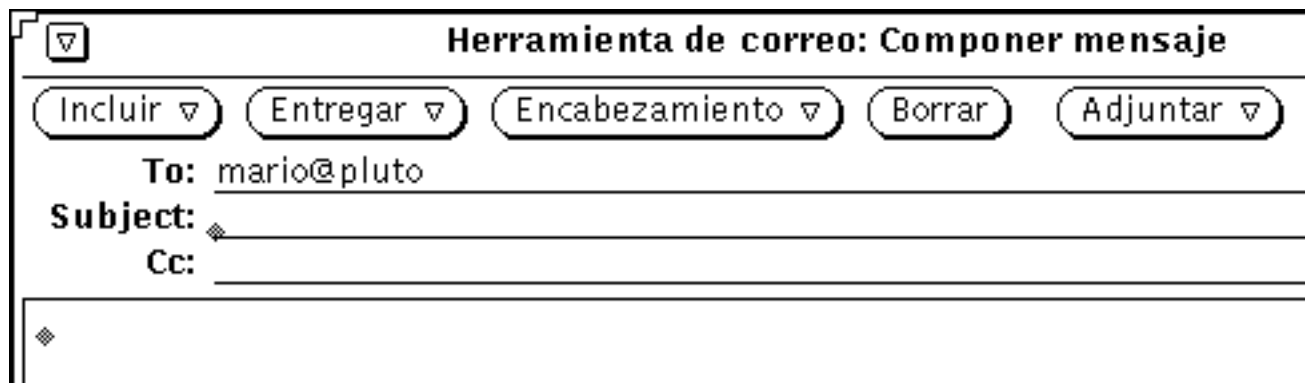 Herramienta de correo: Componer mensaje
Incluir Entregar Encabezamiento Borrar Adjuntar
To: mario@pluto
Subject:
Cc: